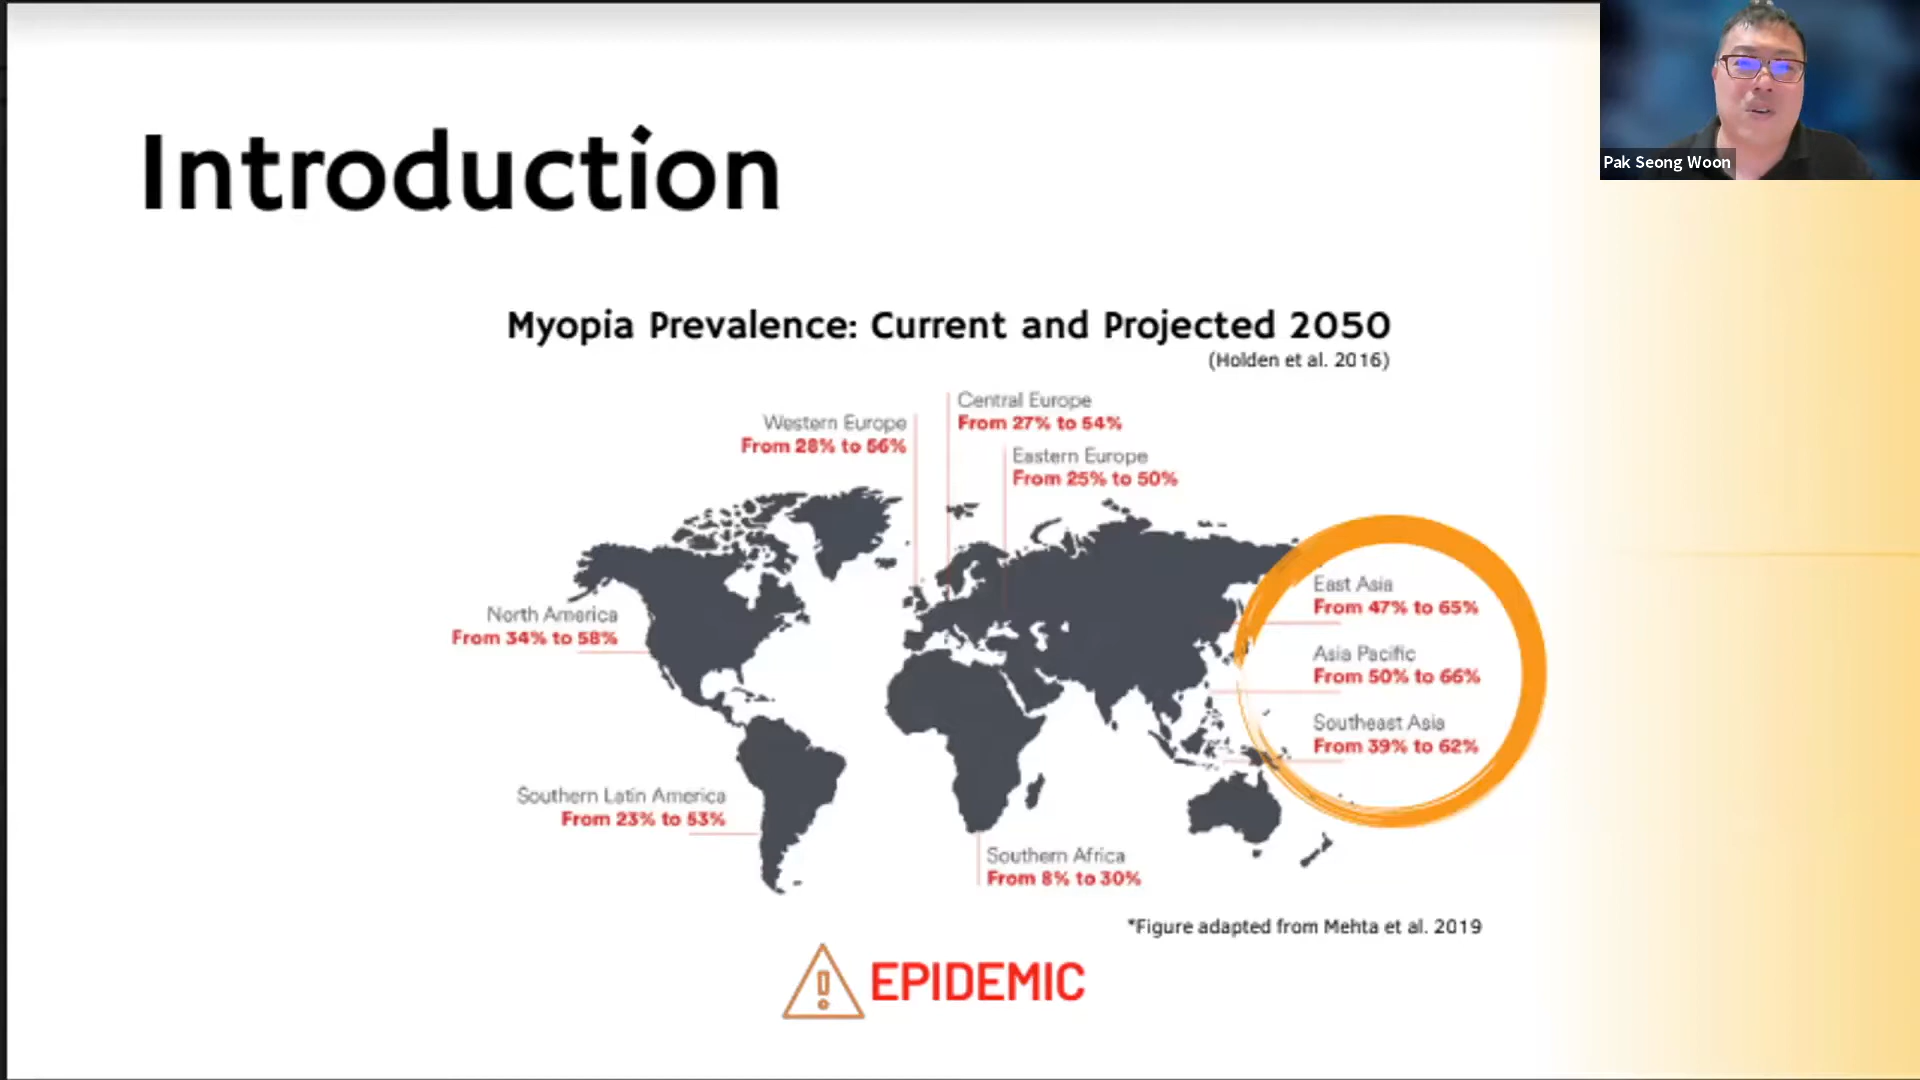 Introduction
Pak Seong Woon
Myopia Prevalence: Current and Projected 2050
(Holden et al. 2016)
Central Europe
From 27% to 54%
Western Europe
From 28% to 56%
Eastern Europe
From 25% to 50%
East Asia
From 47% to 65%
North America
From 34% to 58%
Asia Pacific
From 50% to 66%
Southeast Asia
From 39% to 62%
Southern Latin America
From 23% to 53%
Southern Africa
From 8% to 30%
*Figure adapted from Mehta et al. 2019
EPIDEMIC